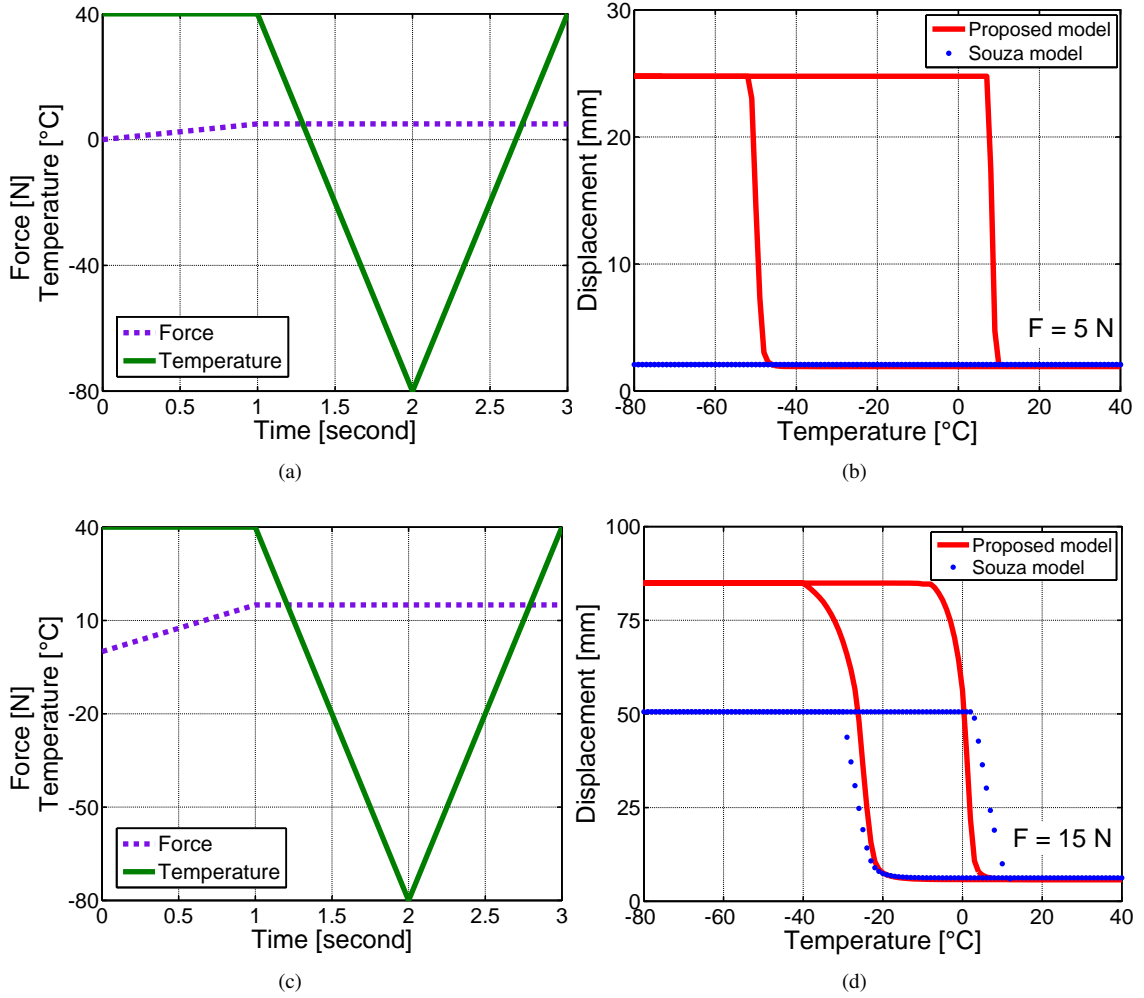 40
0
-40
-80
Force [N]
Temperature [°C]
Force
Temperature
0 0.5 1 1.5 2 2.5 3
Time [second]
(a)
30
20
10
0
Displacement [mm]
Proposed model
Souza model
F = 5 N
-80 -60 -40 -20 0 20 40
Temperature [°C]
(b)
40
10
-20
-50
-80
Force [N]
Temperature [°C]
Force
Temperature
0 0.5 1 1.5 2 2.5 3
Time [second]
(c)
100
75
50
25
0
Displacement [mm]
Proposed model
Souza model
F = 15 N
-80 -60 -40 -20 0 20 40
Temperature [°C]
(d)